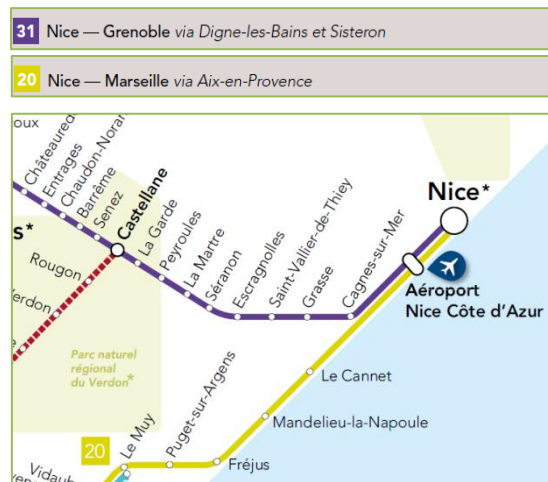 31 Nice — Grenoble via Digne-les-Bains et Sisteron
20 Nice — Marseille via Aix-en-Provence
Entrages
Barrême
Senez
Castellane
La Garde
Peyroules
La Martre
Séranon
Escragnolles
Saint-Vallier-de-Thiey
Grasse
Cagnes-sur-Mer
Nice*
Aéroport
Nice Côte d'Azur
Rougon
Parc naturel
régional
du Verdon*
Le Cannet
Mandelieu-la-Napoule
Fréjus
Puget-sur-Argens
Le Muy
20